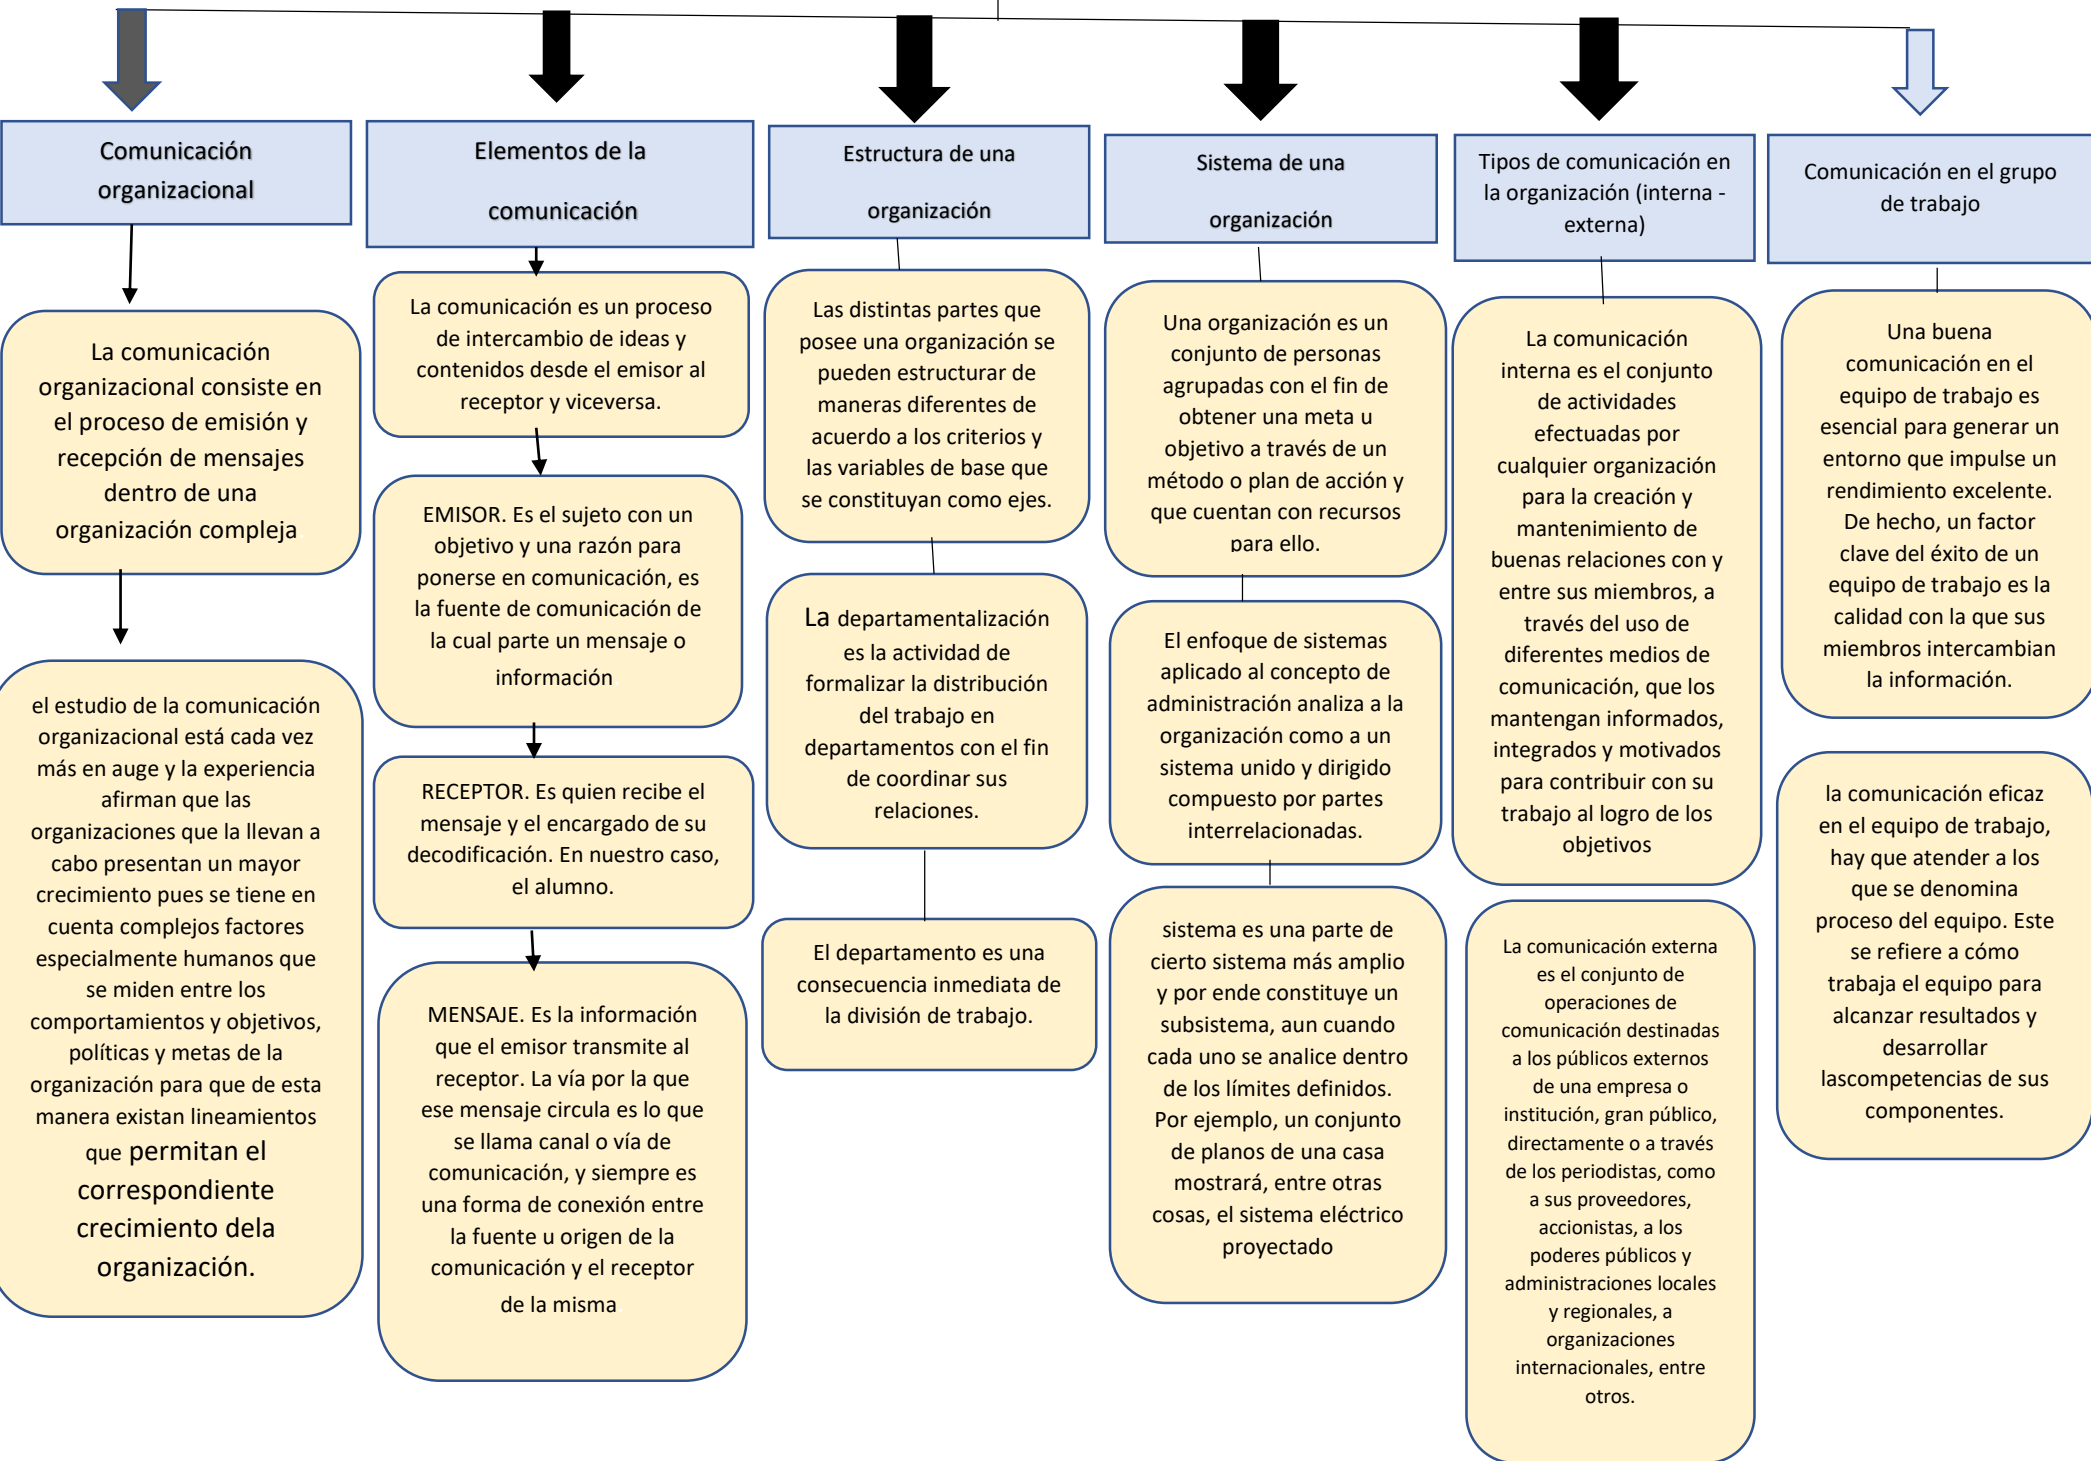 Comunicación
organizacional
La comunicación
organizacional consiste en
el proceso de emisión y
recepción de mensajes
dentro de una
organización compleja.
el estudio de la comunicación
organizacional está cada vez
más en auge y la experiencia
afirman que las
organizaciones que la llevan a
cabo presentan un mayor
crecimiento pues se tiene en
cuenta complejos factores
especialmente humanos que
se miden entre los
comportamientos y objetivos,
políticas y metas de la
organización para que de esta
manera existan lineamientos
que permitan el
correspondiente
crecimiento dela
organización.
Elementos de la
comunicación
La comunicación es un proceso
de intercambio de ideas y
contenidos desde el emisor al
receptor y viceversa.
EMISOR. Es el sujeto con un
objetivo y una razón para
ponerse en comunicación, es
la fuente de comunicación de
la cual parte un mensaje o
información.
RECEPTOR. Es quien recibe el
mensaje y el encargado de su
decodificación. En nuestro caso,
el alumno.
MENSAJE. Es la información
que el emisor transmite al
receptor. La vía por la que
ese mensaje circula es lo que
se llama canal o vía de
comunicación, y siempre es
una forma de conexión entre
la fuente u origen de la
comunicación y el receptor
de la misma.
Estructura de una
organización
Las distintas partes que
posee una organización se
pueden estructurar de
maneras diferentes de
acuerdo a los criterios y
las variables de base que
se constituyan como ejes.
La departamentalización
es la actividad de
formalizar la distribución
del trabajo en
departamentos con el fin
de coordinar sus
relaciones.
El departamento es una
consecuencia inmediata de
la división de trabajo.
Sistema de una
organización
Una organización es un
conjunto de personas
agrupadas con el fin de
obtener una meta u
objetivo a través de un
método o plan de acción y
que cuentan con recursos
para ello.
El enfoque de sistemas
aplicado al concepto de
administración analiza a la
organización como a un
sistema unido y dirigido
compuesto por partes
interrelacionadas.
sistema es una parte de
cierto sistema más amplio
y por ende constituye un
subsistema, aun cuando
cada uno se analice dentro
de los límites definidos.
Por ejemplo, un conjunto
de planos de una casa
mostrará, entre otras
cosas, el sistema eléctrico
proyectado
Tipos de comunicación en
la organización (interna -
externa)
La comunicación
interna es el conjunto
de actividades
efectuadas por
cualquier organización
para la creación y
mantenimiento de
buenas relaciones con y
entre sus miembros, a
través del uso de
diferentes medios de
comunicación, que los
mantengan informados,
integrados y motivados
para contribuir con su
trabajo al logro de los
objetivos
La comunicación externa
es el conjunto de
operaciones de
comunicación destinadas
a los públicos externos
de una empresa o
institución, gran público,
directamente o a través
de los periodistas, como
a sus proveedores,
accionistas, a los
poderes públicos y
administraciones locales
y regionales, a
organizaciones
internacionales, entre
otros.
Comunicación en el grupo
de trabajo
Una buena
comunicación en el
equipo de trabajo es
esencial para generar un
entorno que impulse un
rendimiento excelente.
De hecho, un factor
clave del éxito de un
equipo de trabajo es la
calidad con la que sus
miembros intercambian
la información.
la comunicación eficaz
en el equipo de trabajo,
hay que atender a los
que se denomina
proceso del equipo. Este
se refiere a cómo
trabaja el equipo para
alcanzar resultados y
desarrollar
lascompetencias de sus
componentes.